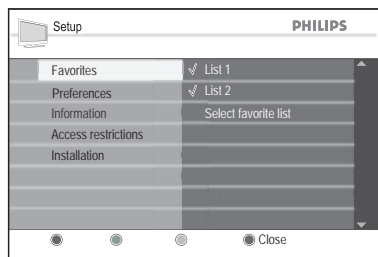 Setup
PHILIPS
Favorites
List 1
Preferences
List 2
Information
Select favorite list
Access restrictions
Installation
Close